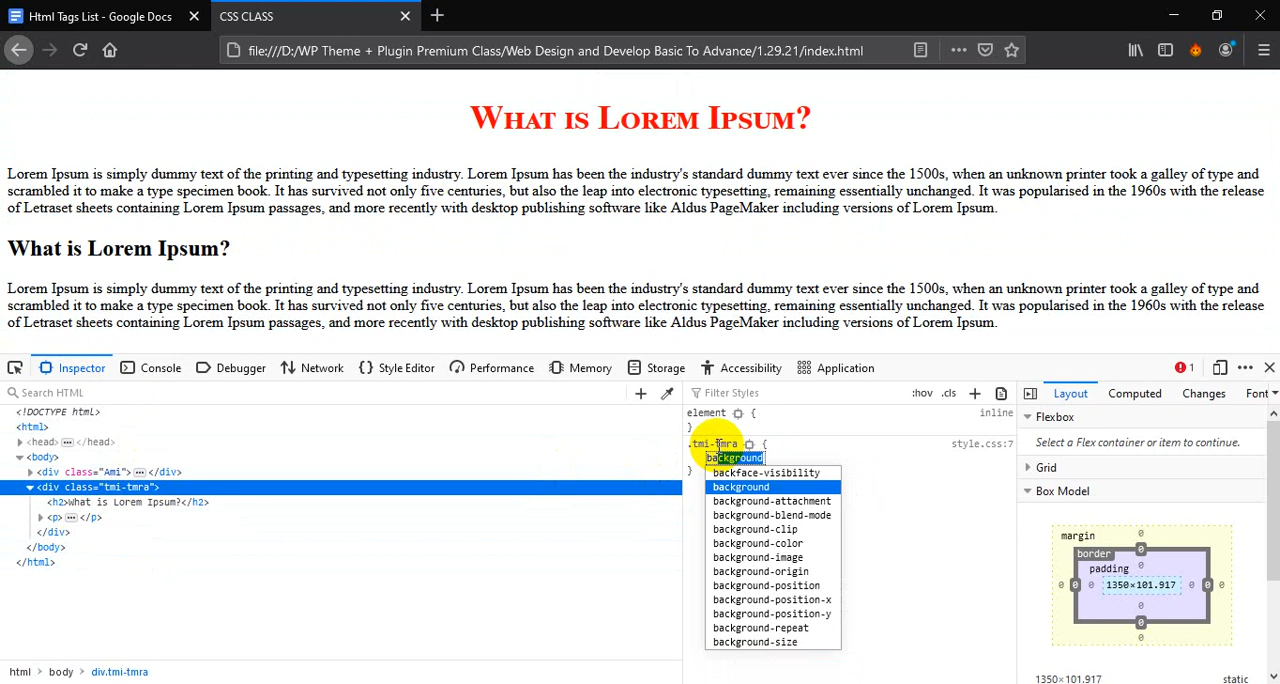 Html Tags List - Google Docs
CSS CLASS
file:///D:/WP Theme + Plugin Premium Class/Web Design and Develop Basic To Advance/1.29.21/index.html
What is Lorem Ipsum?
Lorem Ipsum is simply dummy text of the printing and typesetting industry. Lorem Ipsum has been the industry's standard dummy text ever since the 1500s, when an unknown printer took a galley of type and
scrambled it to make a type specimen book. It has survived not only five centuries, but also the leap into electronic typesetting, remaining essentially unchanged. It was popularised in the 1960s with the release
of Letraset sheets containing Lorem Ipsum passages, and more recently with desktop publishing software like Aldus PageMaker including versions of Lorem Ipsum.
What is Lorem Ipsum?
Lorem Ipsum is simply dummy text of the printing and typesetting industry. Lorem Ipsum has been the industry's standard dummy text ever since the 1500s, when an unknown printer took a galley of type and
scrambled it to make a type specimen book. It has survived not only five centuries, but also the leap into electronic typesetting, remaining essentially unchanged. It was popularised in the 1960s with the release
of Letraset sheets containing Lorem Ipsum passages, and more recently with desktop publishing software like Aldus PageMaker including versions of Lorem Ipsum.
Inspector Console Debugger Network Style Editor Performance Memory Storage Accessibility Application 1
Search HTML
<!DOCTYPE html>
<html>
<head> ••• </head>
<body>
<div class="Ami"> ••• </div>
<div class="tmi-tmra">
<h2>What is Lorem Ipsum?</h2>
<p> ••• </p>
</div>
</body>
</html>
html > body > div.tmi-tmra
Filter Styles :hov .cls
element { inline
}
.tmi-tmra { style.css:7
background
}
backface-visibility
background
background-attachment
background-blend-mode
background-clip
background-color
background-image
background-origin
background-position
background-position-x
background-position-y
background-repeat
background-size
Layout Computed Changes Font
Flexbox
Select a Flex container or item to continue.
Grid
Box Model
margin 0
border 0
padding 0
0 0 0 1350×101.917 0 0 0
0
0
0
1350×101.917 static